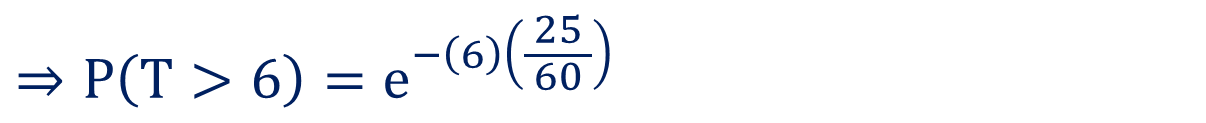 ⇒ P(T > 6) = e^{−(6)(25/60)}